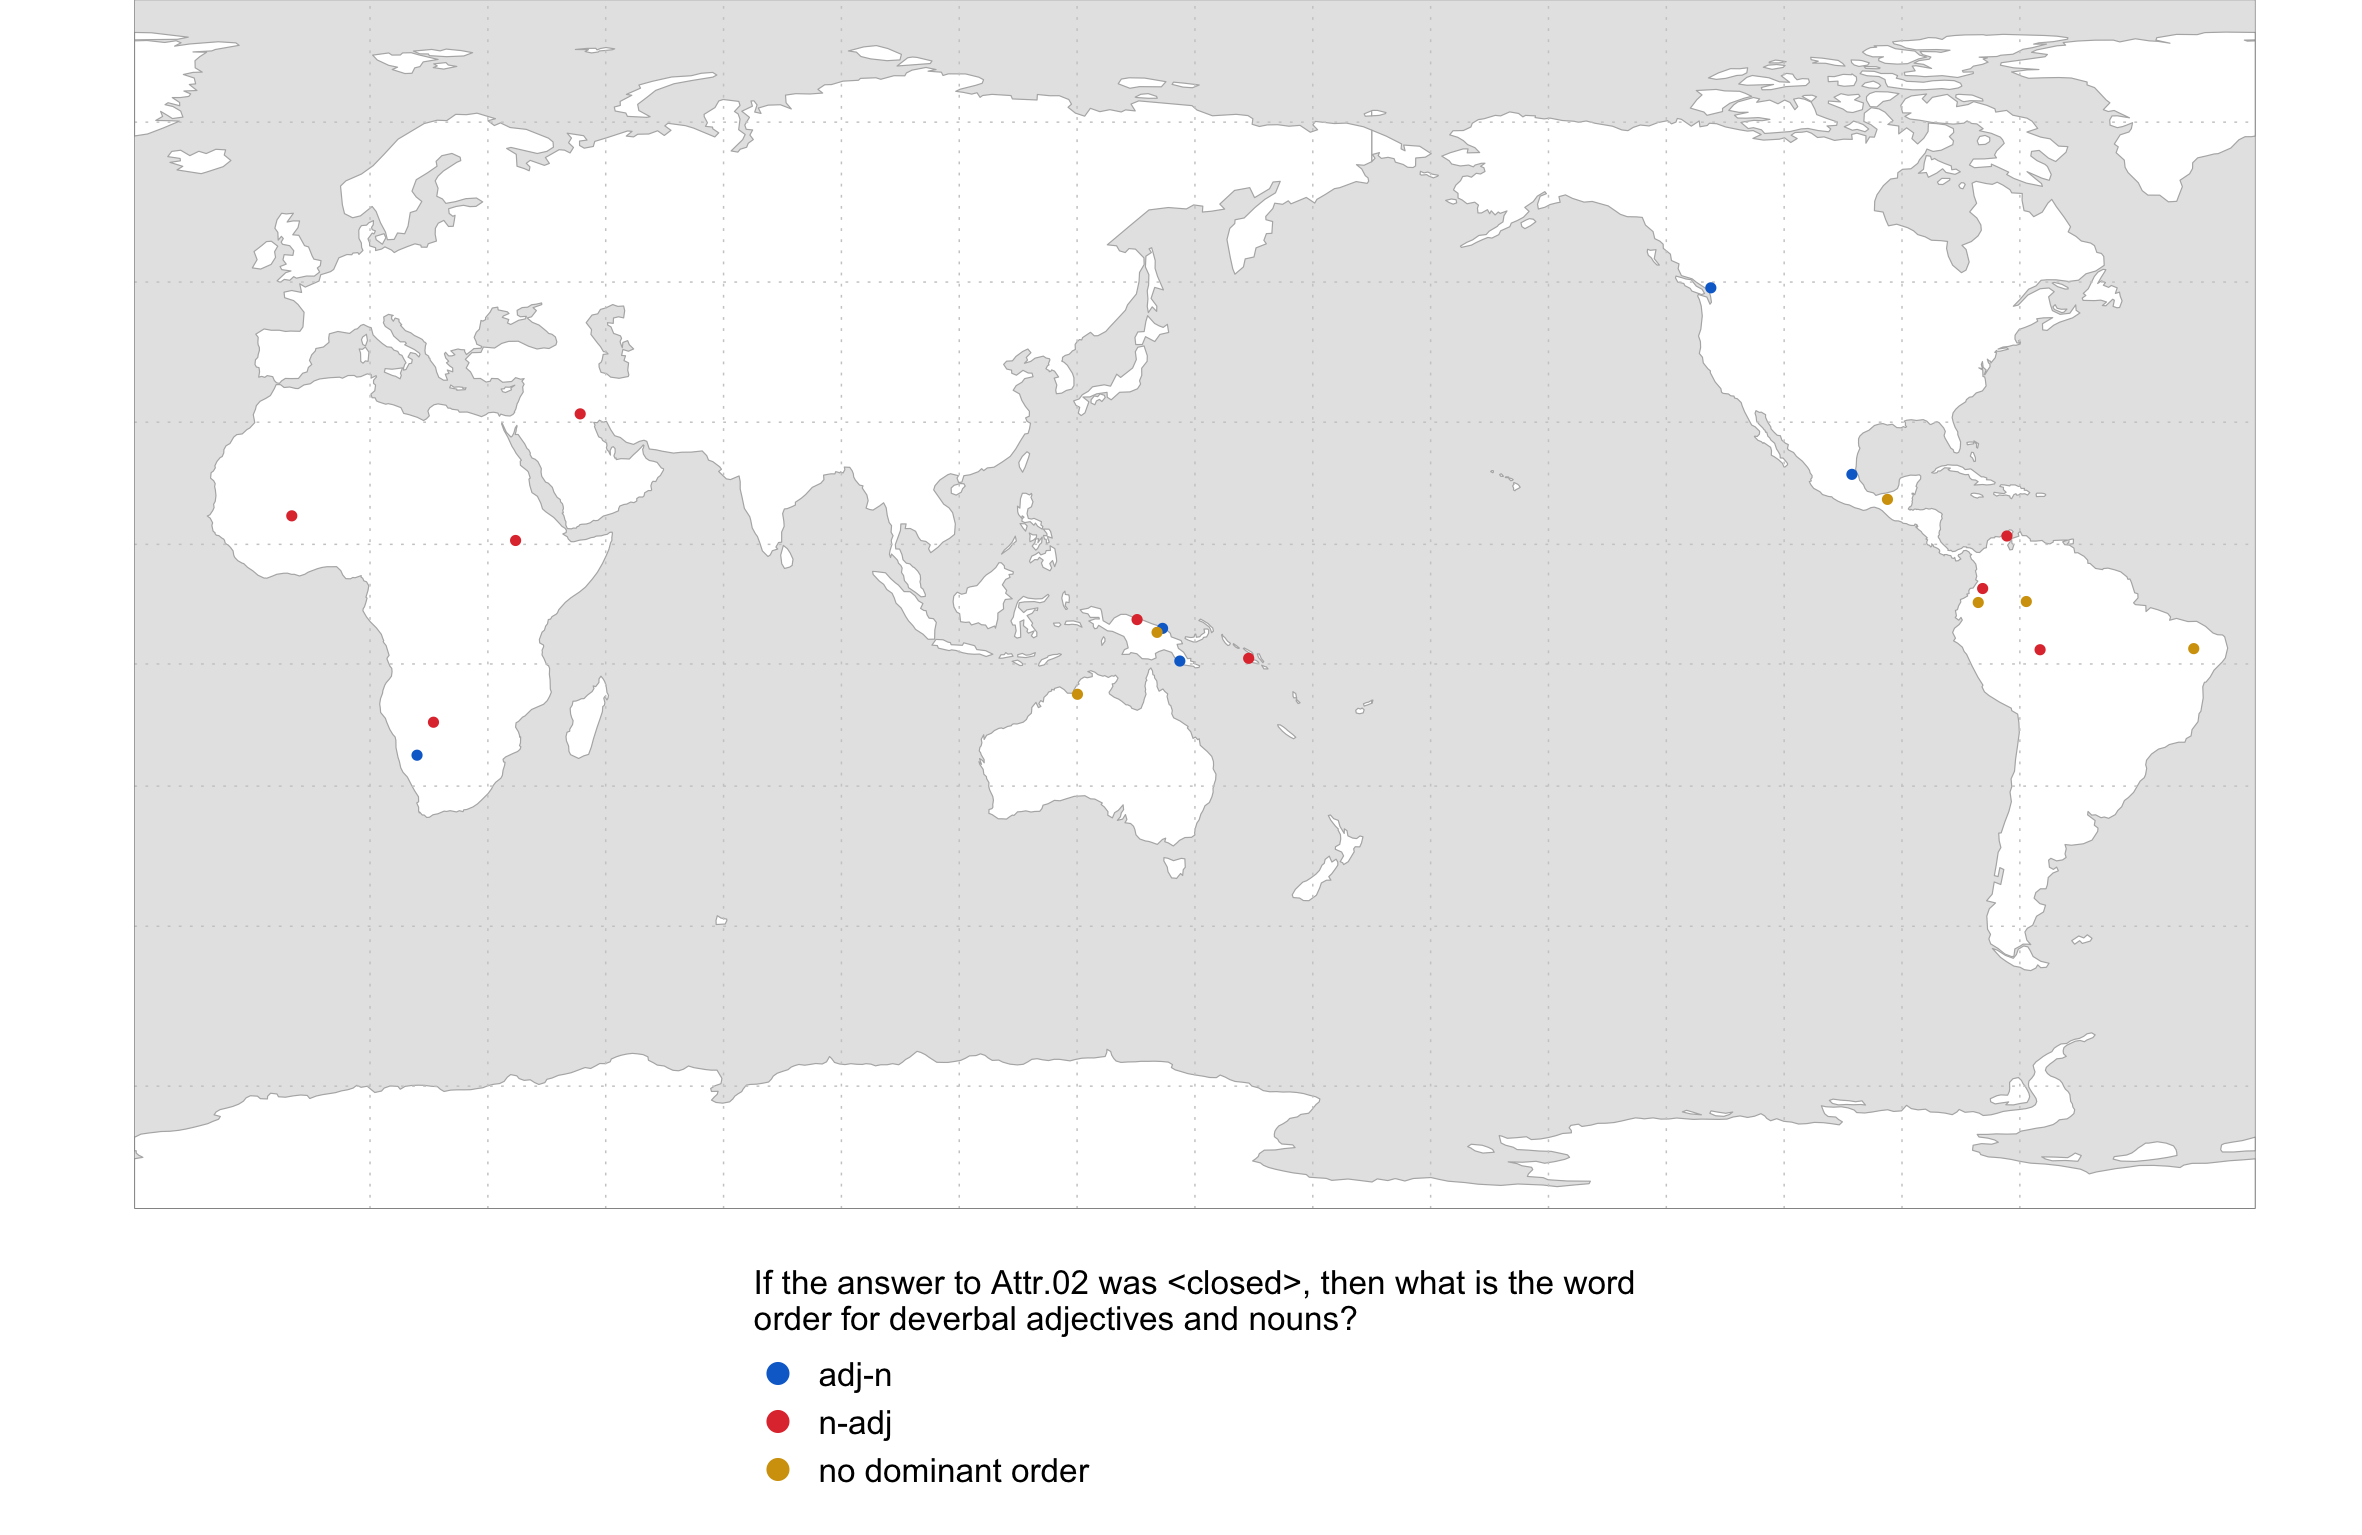 If the answer to Attr.02 was <closed>, then what is the word
order for deverbal adjectives and nouns?
adj-n
n-adj
no dominant order